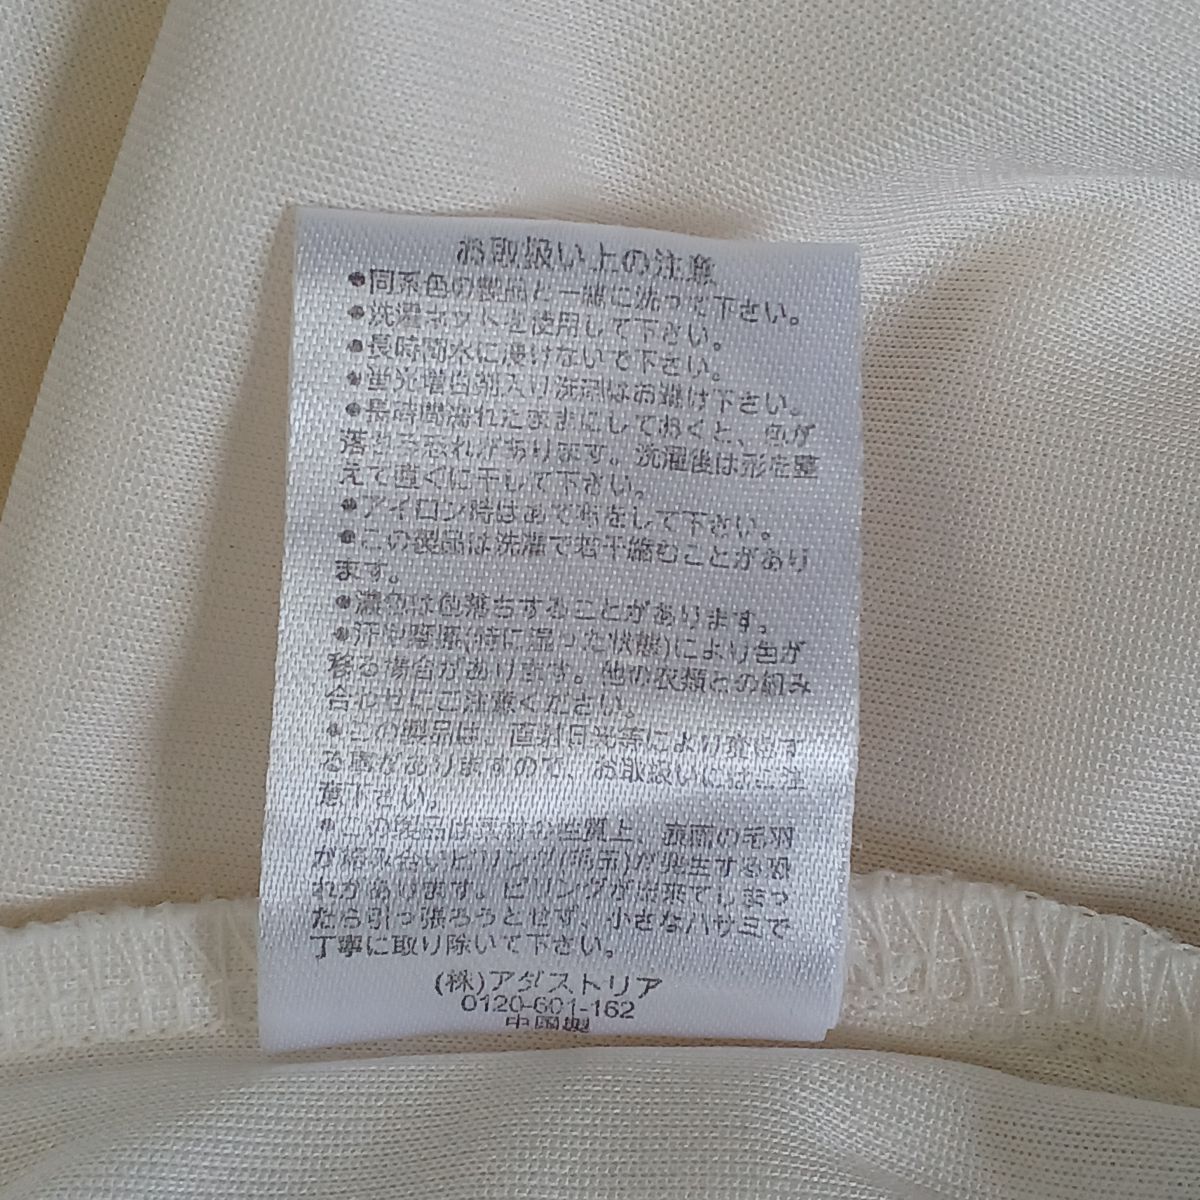 お取扱い上の注意
●同系色の製品と一緒に洗って下さい。
●洗濯ネットを使用して下さい。
●長時間水に浸けないで下さい。
●蛍光増白剤入り洗剤はお避け下さい。
●長時間濡れたままにしておくと、色が
落ちる恐れがあります。洗濯後は形を整
えて直ぐに干して下さい。
●アイロン時はあて布をして下さい。
●この製品は洗濯で若干縮むことがあり
ます。
●濃色は色落ちすることがあります。
●汗や摩擦(特に湿った状態)により色が
移る場合があります。他の衣類との組み
合わせにご注意ください。
●この製品は、直射日光等により変化す
る事がありますので、お取扱いにはご注
意下さい。
●この製品は素材の性質上、表面の毛羽
が絡み合いピリング(毛玉)が発生する恐
れがあります。ピリングが出来てしまっ
たら引っ張ろうとせず、小さなハサミで
丁寧に取り除いて下さい。
(株)アダストリア
0120-601-162
中国製